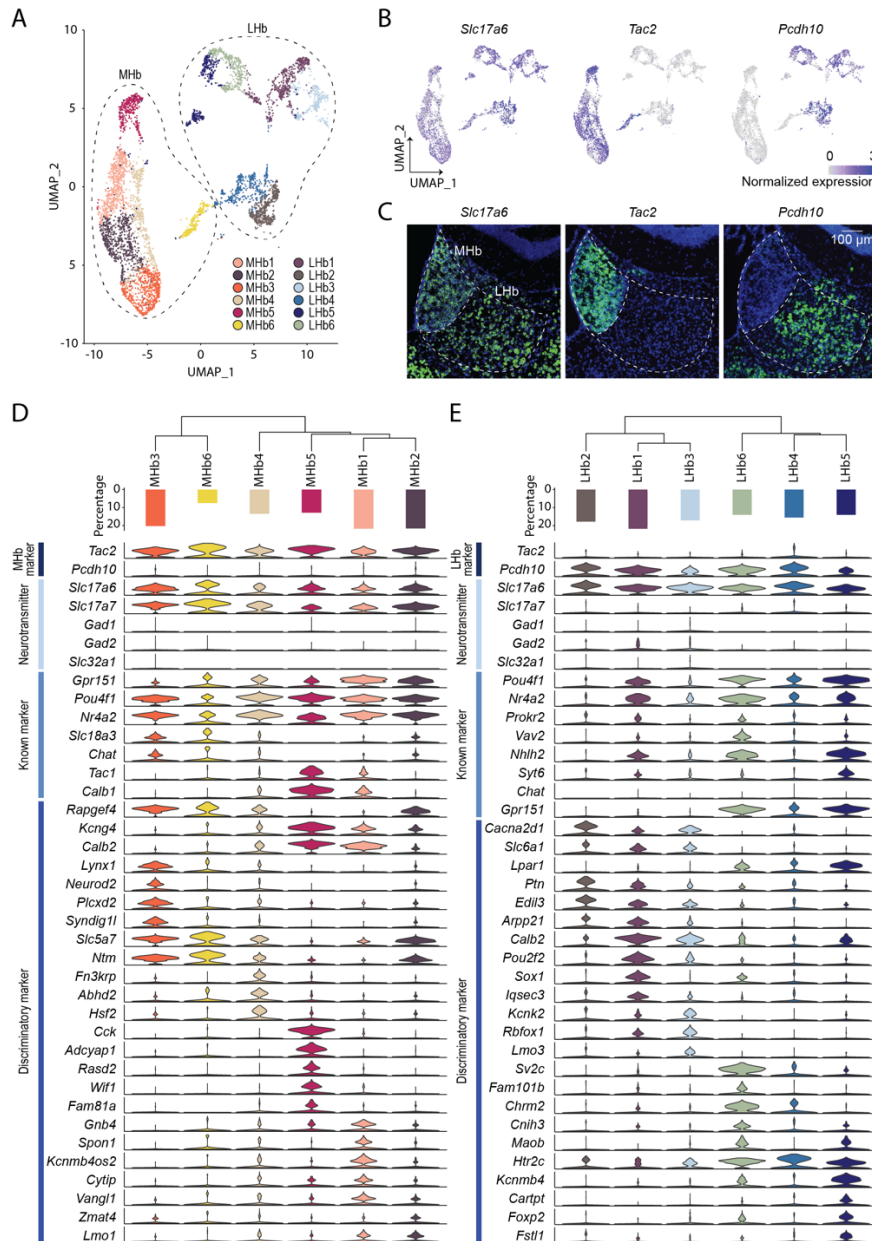 A
MHb
LHb
10
5
0
5
-10
UMAP_2
-10
-5
0
5
10
UMAP_1
MHb1
LHb1
MHb2
LHb2
MHb3
LHb3
MHb4
LHb4
MHb5
LHb5
MHb6
LHb6
B
Slc17a6
Tac2
Pcdh10
UMAP_2
UMAP_1
0
3
Normalized expression
C
Slc17a6
Tac2
Pcdh10
MHb
LHb
100 µm
D
MHb3
MHb6
MHb4
MHb5
MHb1
MHb2
Percentage
0
10
20
MHb marker
Tac2
Pcdh10
Neurotransmitter
Slc17a6
Slc17a7
Gad1
Gad2
Slc32a1
Known marker
Gpr151
Pou4f1
Nr4a2
Slc18a3
Chat
Tac1
Calb1
Discriminatory marker
Rapgef4
Kcng4
Calb2
Lynx1
Neurod2
Plcxd2
Syndig1l
Slc5a7
Ntm
Fn3krp
Abhd2
Hsf2
Cck
Adcyap1
Rasd2
Wif1
Fam81a
Gnb4
Spon1
Kcnmb4os2
Cytip
Vangl1
Zmat4
Lmo1
E
LHb2
LHb1
LHb3
LHb6
LHb4
LHb5
Percentage
0
10
20
LHb marker
Tac2
Pcdh10
Neurotransmitter
Slc17a6
Slc17a7
Gad1
Gad2
Slc32a1
Known marker
Pou4f1
Nr4a2
Prokr2
Vav2
Nhlh2
Syt6
Chat
Gpr151
Discriminatory marker
Cacna2d1
Slc6a1
Lpar1
Ptn
Edil3
Arpp21
Calb2
Pou2f2
Sox1
Iqsec3
Kcnk2
Rbfox1
Lmo3
Sv2c
Fam101b
Chrm2
Cnih3
Maob
Htr2c
Kcnmb4
Cartpt
Foxp2
Fstl1